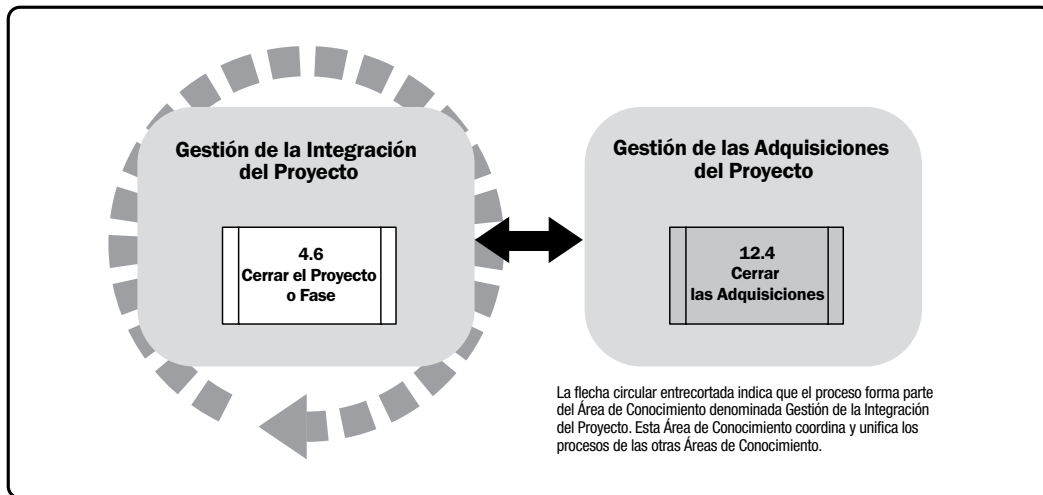 Gestión de la Integración
del Proyecto
4.6
Cerrar el Proyecto
o Fase
Gestión de las Adquisiciones
del Proyecto
12.4
Cerrar
las Adquisiciones
La flecha circular entrecortada indica que el proceso forma parte
del Área de Conocimiento denominada Gestión de la Integración
del Proyecto. Esta Área de Conocimiento coordina y unifica los
procesos de las otras Áreas de Conocimiento.